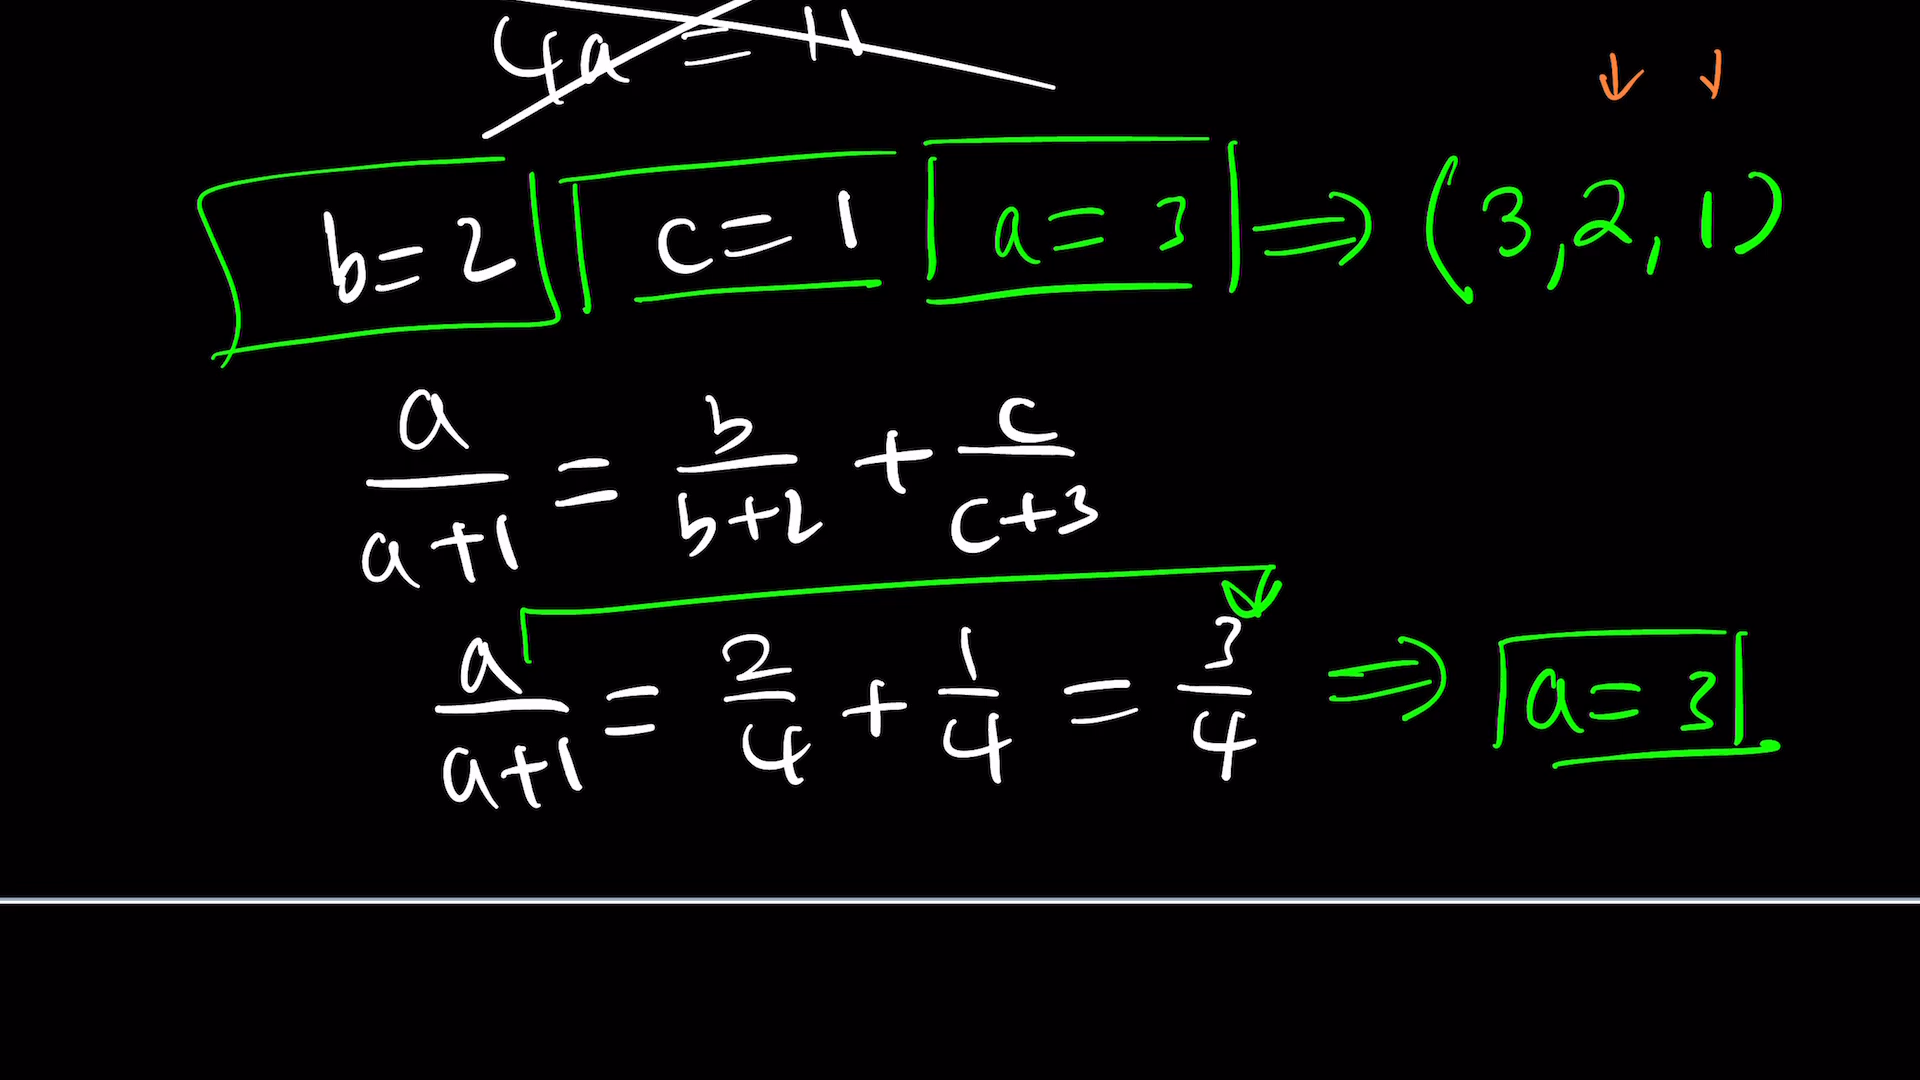 4a = 11
b = 2 c = 1 a = 3 ⇒ (3, 2, 1)
a/(a+1) = b/(b+2) + c/(c+3)
a/(a+1) = 2/4 + 1/4 = 3/4 ⇒ a = 3